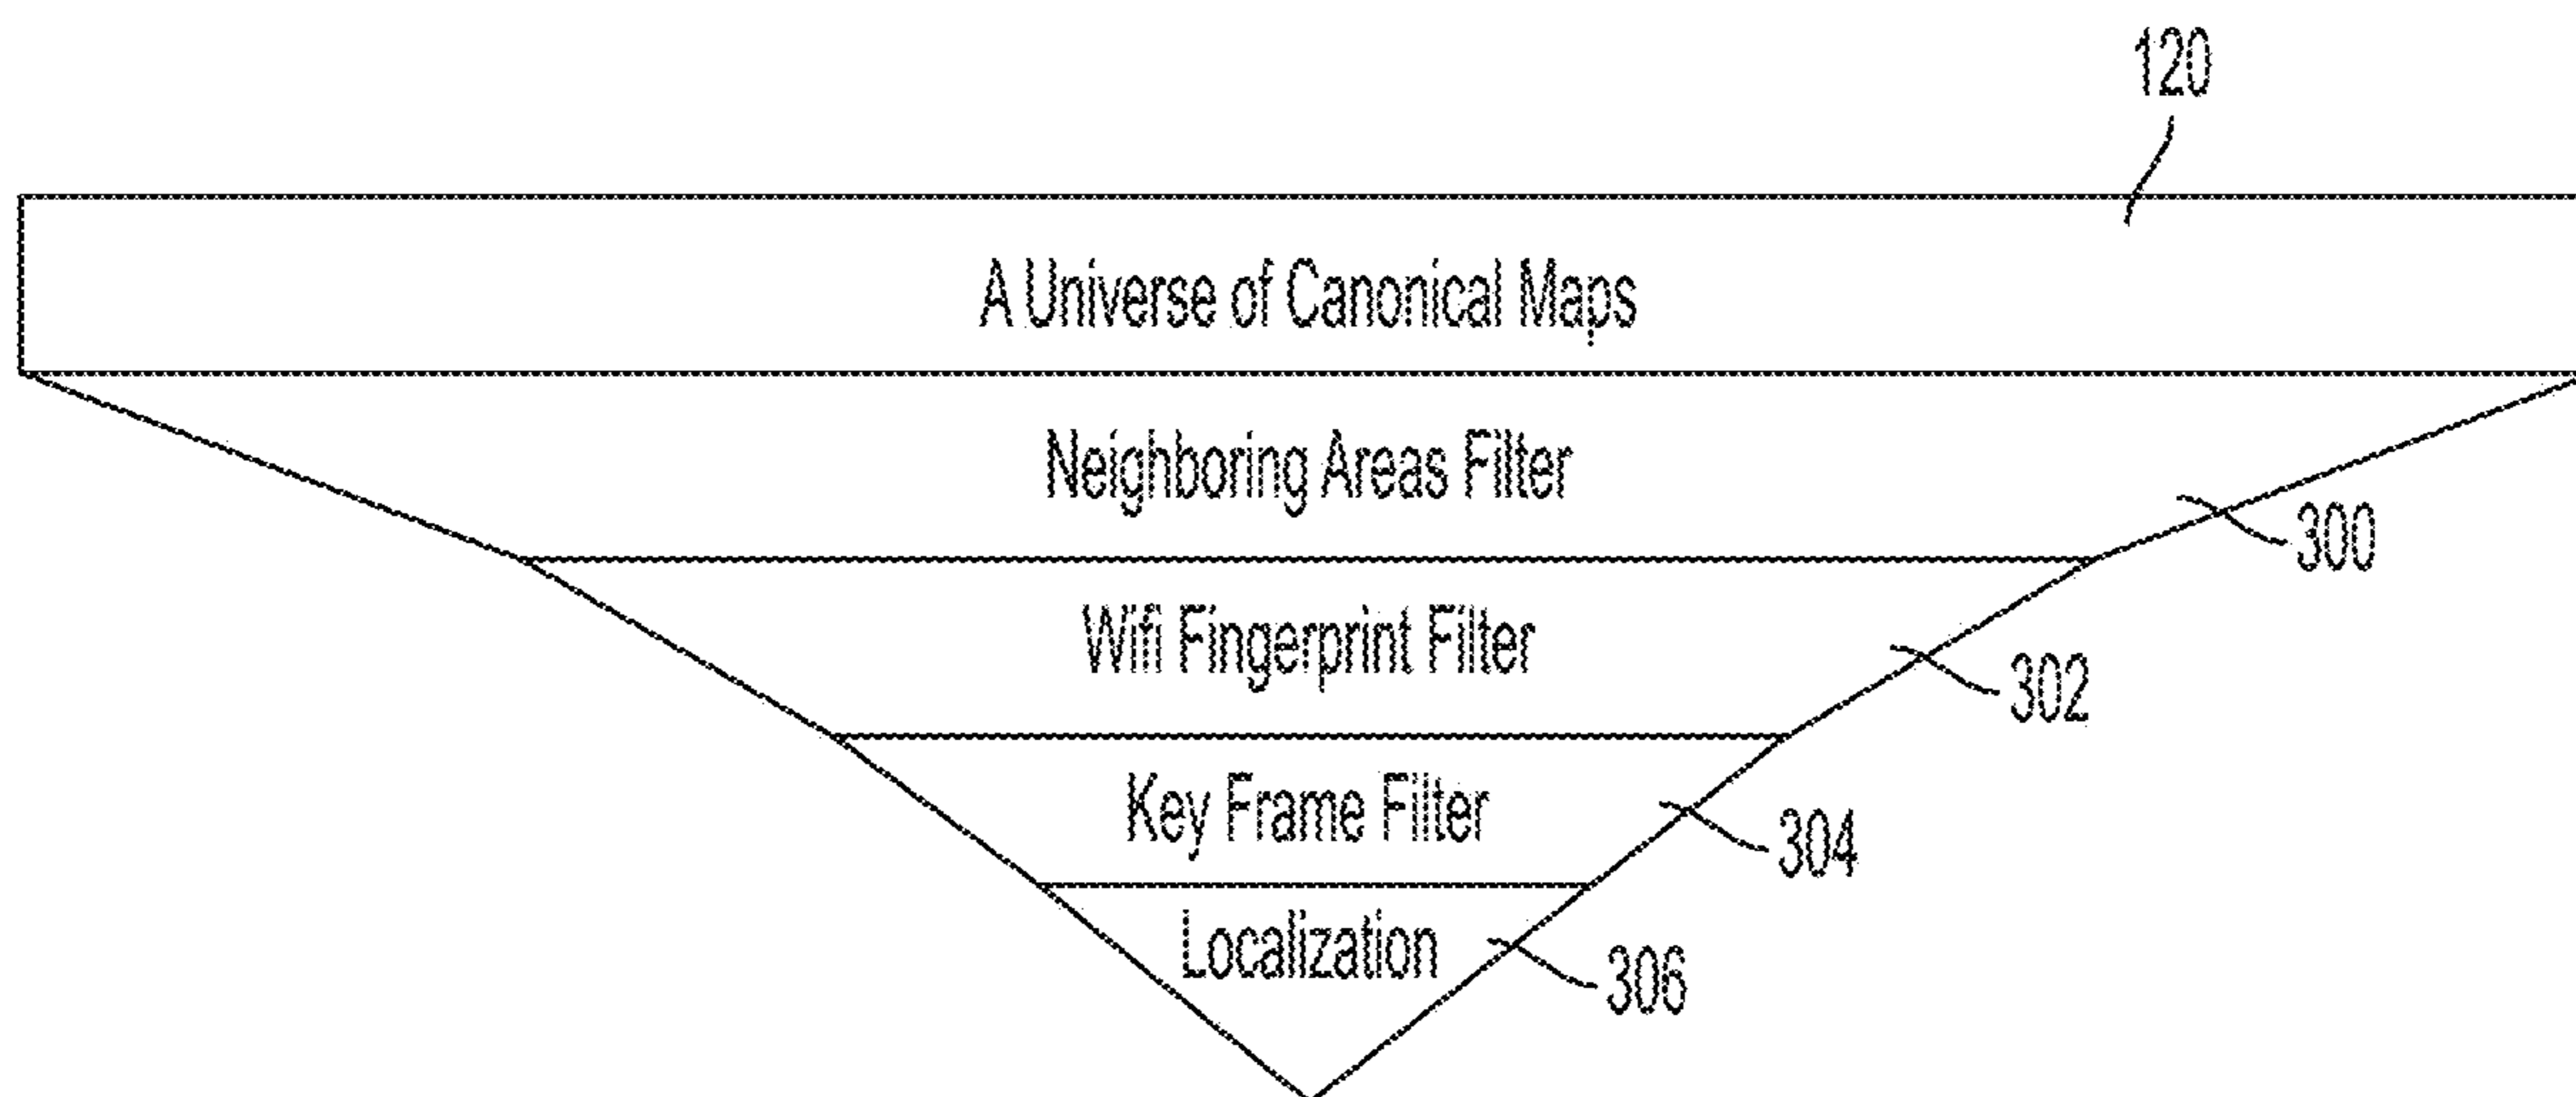 120
A Universe of Canonical Maps
Neighboring Areas Filter
300
Wifi Fingerprint Filter
302
Key Frame Filter
304
Localization
306